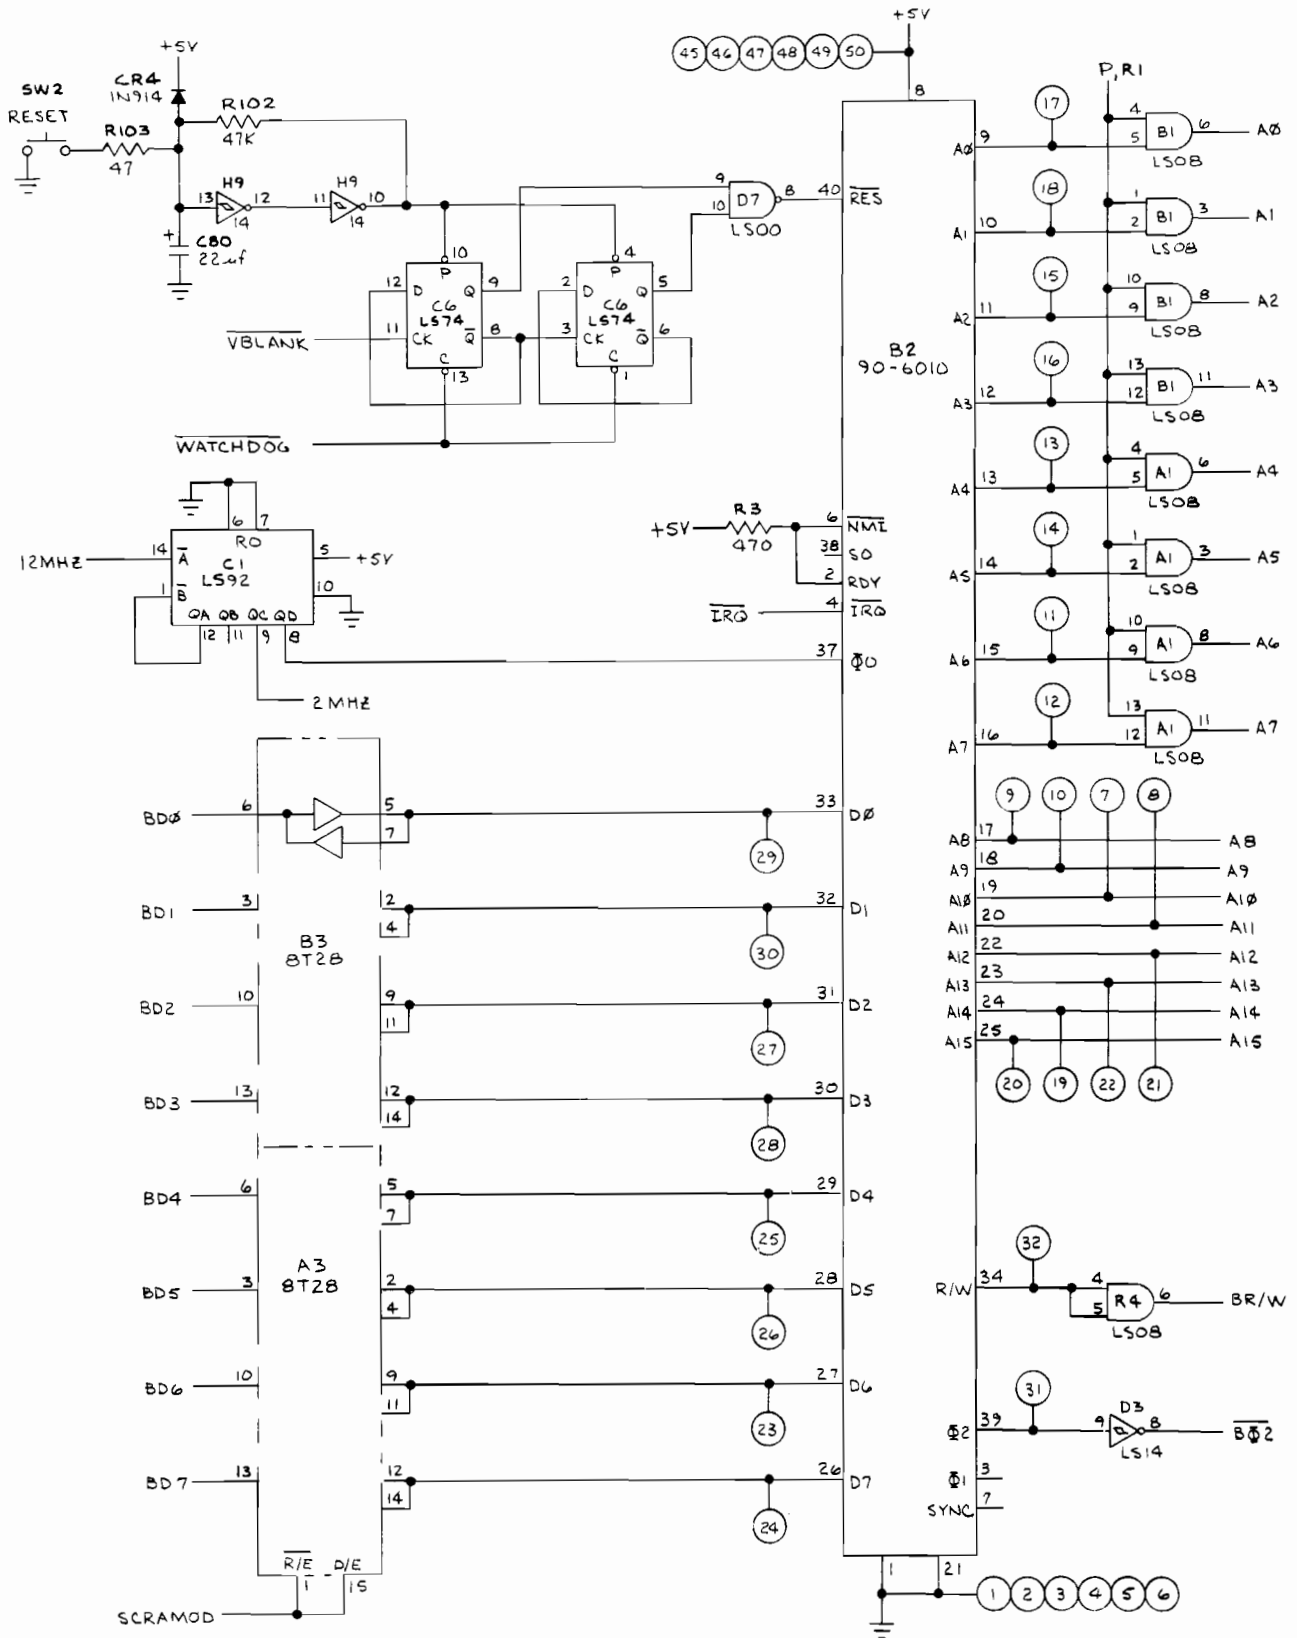 +5V
45 46 47 48 49 50
+5V
P,R1
CR4
1N914
SW2
RESET
R103
47
R102
47K
H9
13 12
14
H9
11 10
14
+
C80
22uf
8
17
A0 9
4
5
B1
6
A0
LS08
9
10
D7
8
LS00
40
RES
18
A1 10
1
2
B1
3
A1
LS08
10
P
12 D
Q 9
C6
LS74
11 CK
Q 8
C
13
4
P
2 D
Q 5
C6
LS74
3 CK
Q 6
C
1
VBLANK
WATCHDOG
B2
90-6010
15
A2 11
10
9
B1
8
A2
LS08
16
A3 12
13
12
B1
11
A3
LS08
13
A4 13
4
5
A1
6
A4
LS08
6 7
RO
12MHZ
14 A
C1
LS92
5
+5V
1 B
10
QA QB QC QD
12 11 9 8
2MHZ
+5V
R3
470
6 NMI
38 SO
2 RDY
IRQ
4 IRQ
37 Φ0
14
A5 14
1
2
A1
3
A5
LS08
11
A6 15
10
9
A1
8
A6
LS08
12
A7 16
13
12
A1
11
A7
LS08
BD0 6
5
7
29
33 D0
9 10 7 8
A8 17 A8
A9 18 A9
A10 19 A10
A11 20 A11
A12 22 A12
A13 23 A13
A14 24 A14
A15 25 A15
20 19 22 21
BD1 3
2
4
30
32 D1
B3
8T28
BD2 10
9
11
27
31 D2
BD3 13
12
14
28
30 D3
BD4 6
5
7
25
29 D4
A3
8T28
BD5 3
2
4
26
28 D5
32
R/W 34
4
5
R4
6
BR/W
LS08
BD6 10
9
11
23
27 D6
31
Φ2 39
9
D3
8
LS14
BΦ2
BD7 13
12
14
24
26 D7
Φ1 3
SYNC 7
R/E D/E
1 15
SCRAMOD
1 21
1 2 3 4 5 6